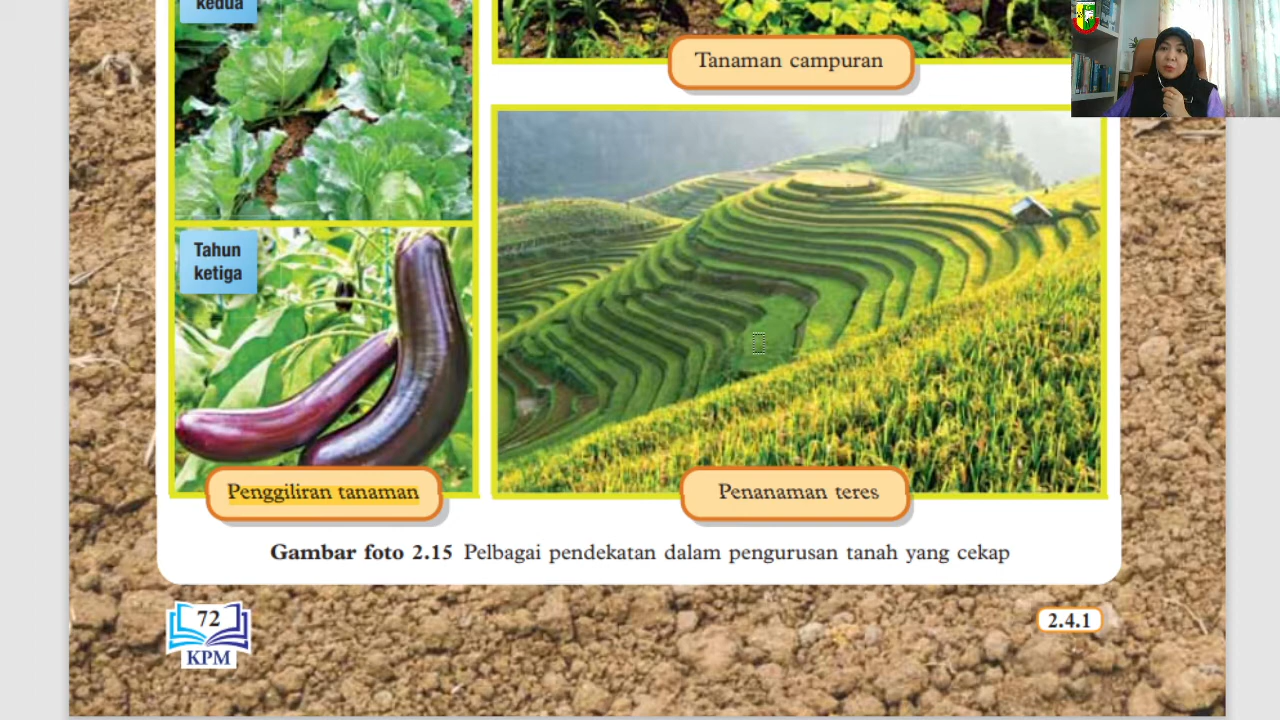 kedua
Tanaman campuran
Tahun
ketiga
Penggiliran tanaman
Penanaman teres
Gambar foto 2.15 Pelbagai pendekatan dalam pengurusan tanah yang cekap
72
KPM
2.4.1